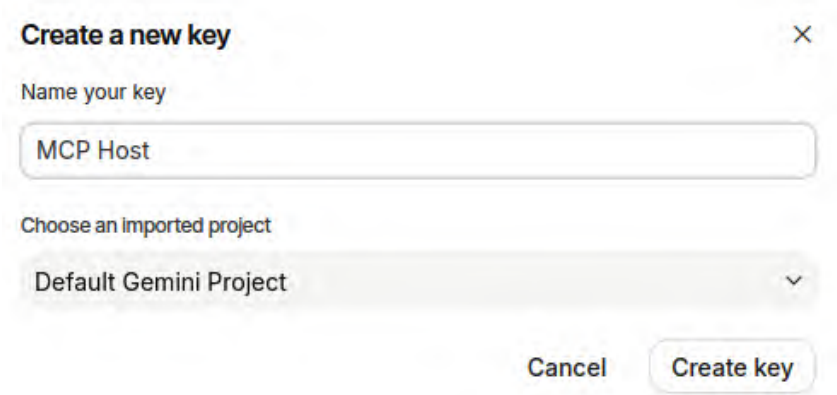 Create a new key
Name your key
MCP Host
Choose an imported project
Default Gemini Project
Cancel Create key